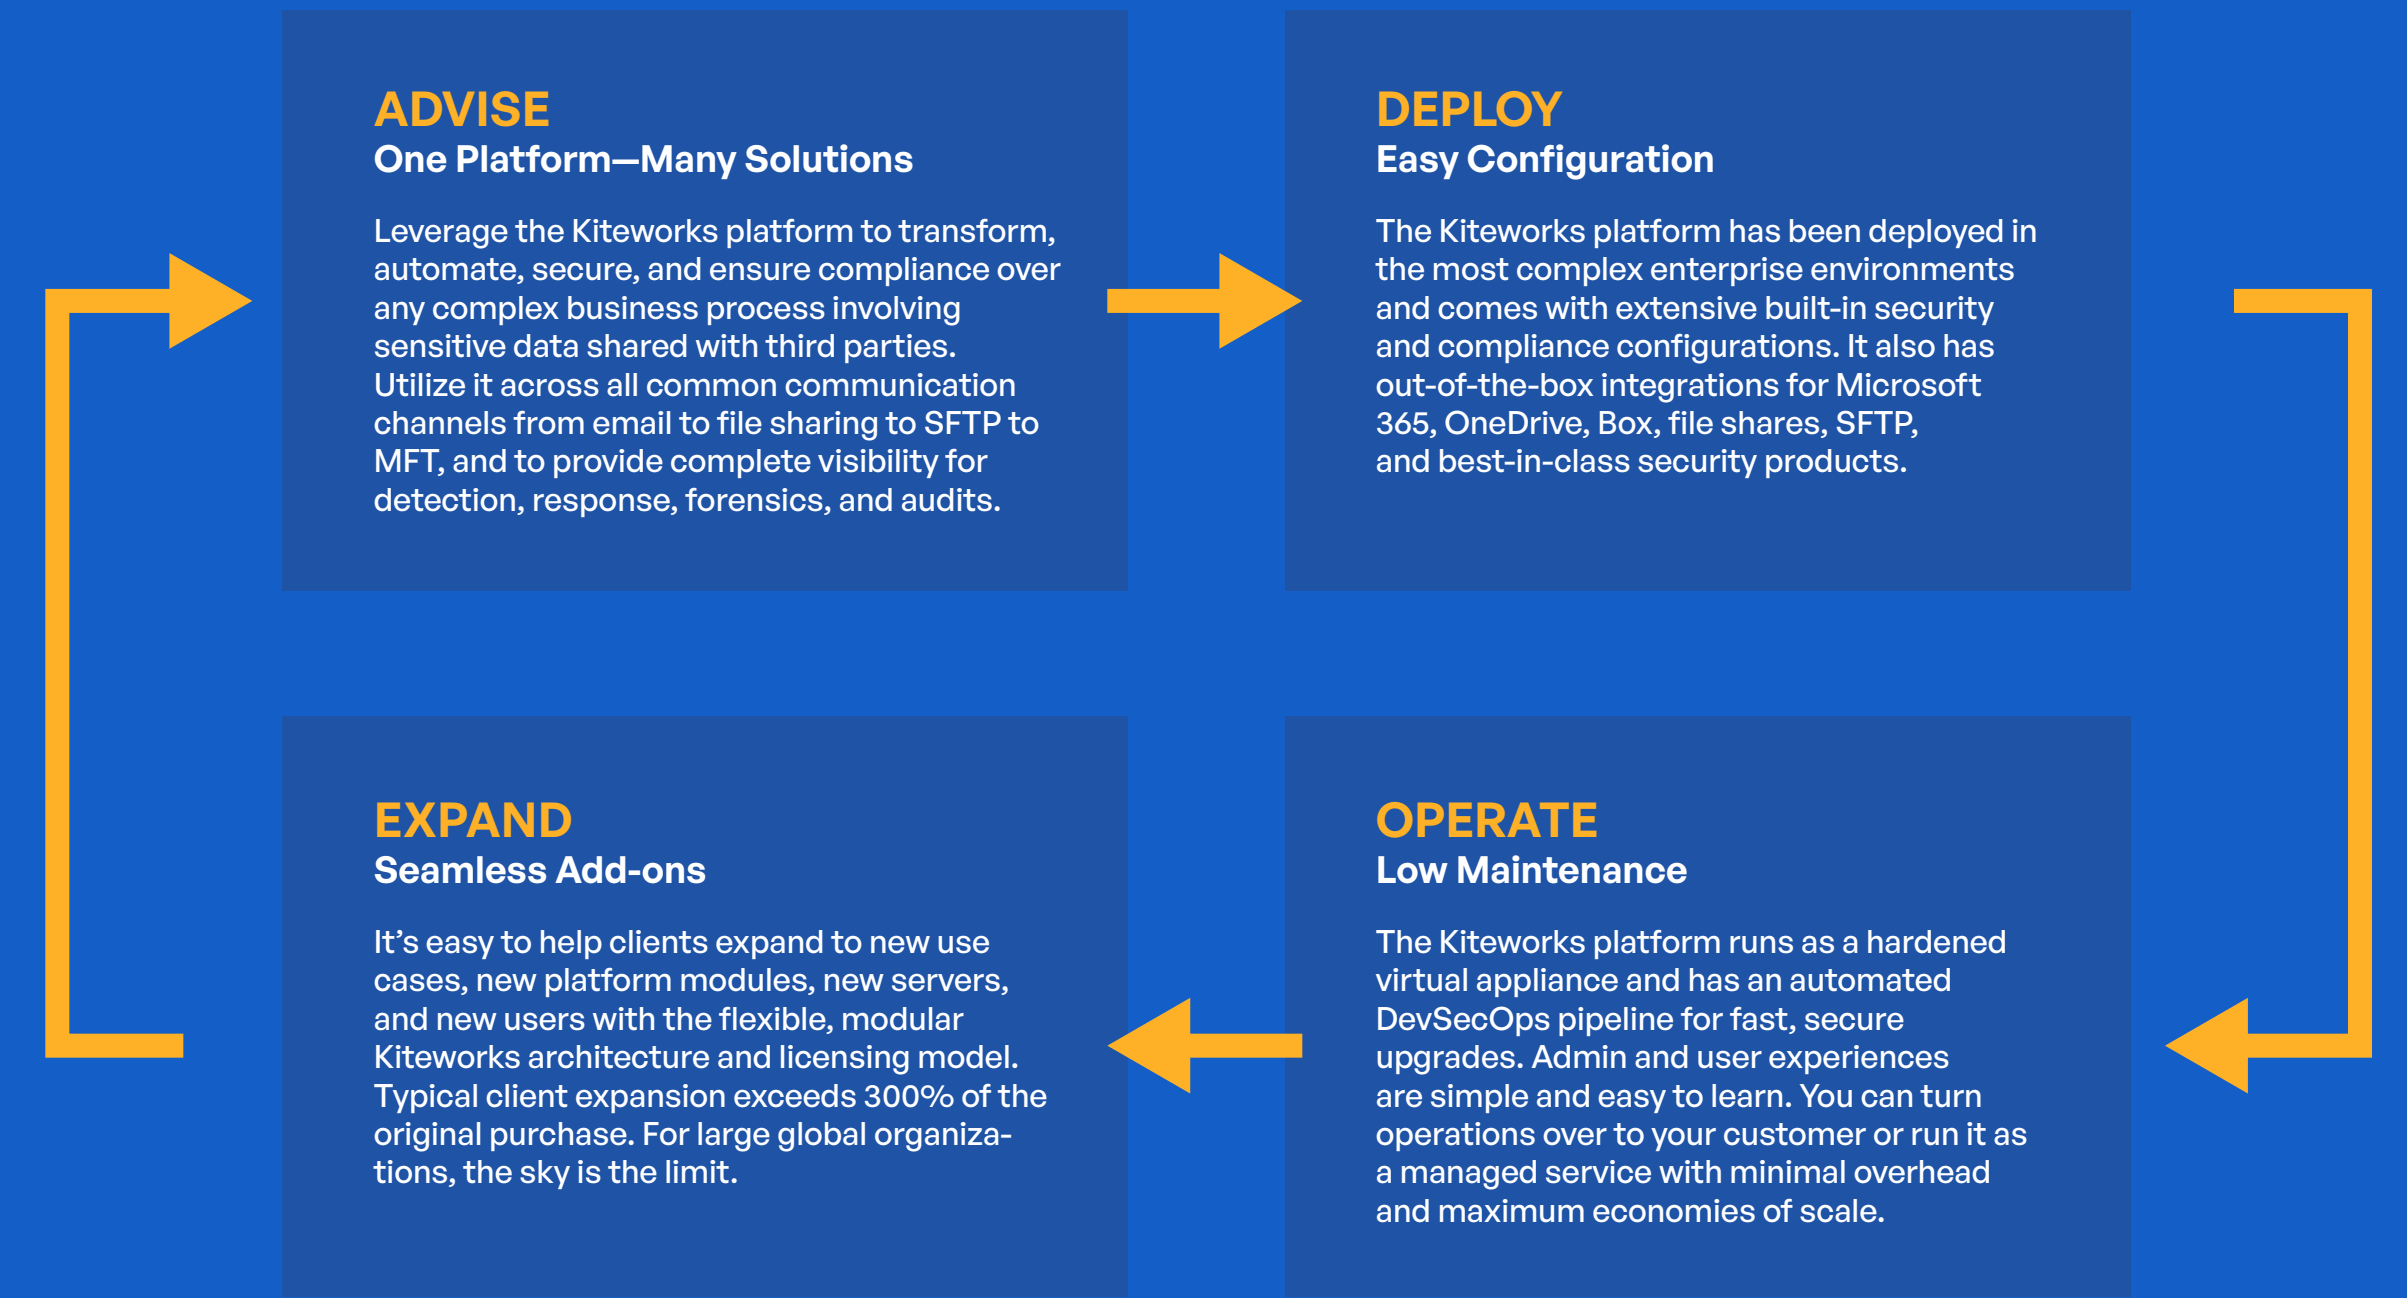 ADVISE
One Platform—Many Solutions
Leverage the Kiteworks platform to transform,
automate, secure, and ensure compliance over
any complex business process involving
sensitive data shared with third parties.
Utilize it across all common communication
channels from email to file sharing to SFTP to
MFT, and to provide complete visibility for
detection, response, forensics, and audits.
DEPLOY
Easy Configuration
The Kiteworks platform has been deployed in
the most complex enterprise environments
and comes with extensive built-in security
and compliance configurations. It also has
out-of-the-box integrations for Microsoft
365, OneDrive, Box, file shares, SFTP,
and best-in-class security products.
EXPAND
Seamless Add-ons
It’s easy to help clients expand to new use
cases, new platform modules, new servers,
and new users with the flexible, modular
Kiteworks architecture and licensing model.
Typical client expansion exceeds 300% of the
original purchase. For large global organiza-
tions, the sky is the limit.
OPERATE
Low Maintenance
The Kiteworks platform runs as a hardened
virtual appliance and has an automated
DevSecOps pipeline for fast, secure
upgrades. Admin and user experiences
are simple and easy to learn. You can turn
operations over to your customer or run it as
a managed service with minimal overhead
and maximum economies of scale.